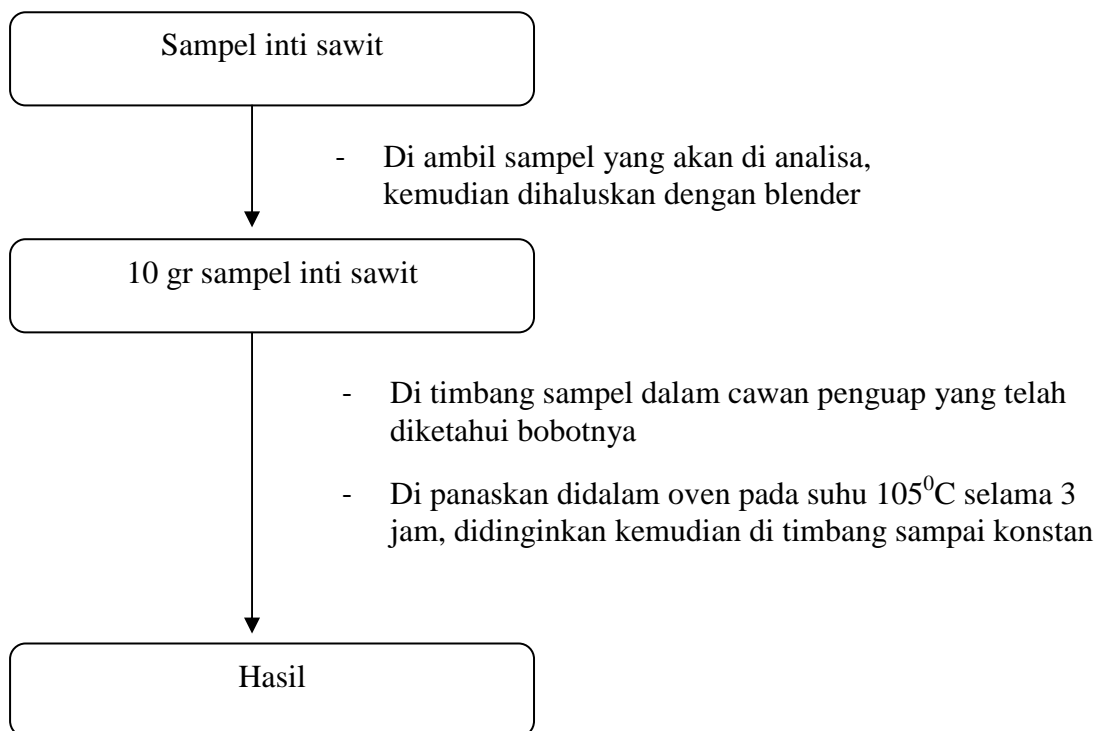 Sampel inti sawit
- Di ambil sampel yang akan di analisa,
kemudian dihaluskan dengan blender
10 gr sampel inti sawit
- Di timbang sampel dalam cawan penguap yang telah
diketahui bobotnya
- Di panaskan didalam oven pada suhu 105⁰C selama 3
jam, didinginkan kemudian di timbang sampai konstan
Hasil